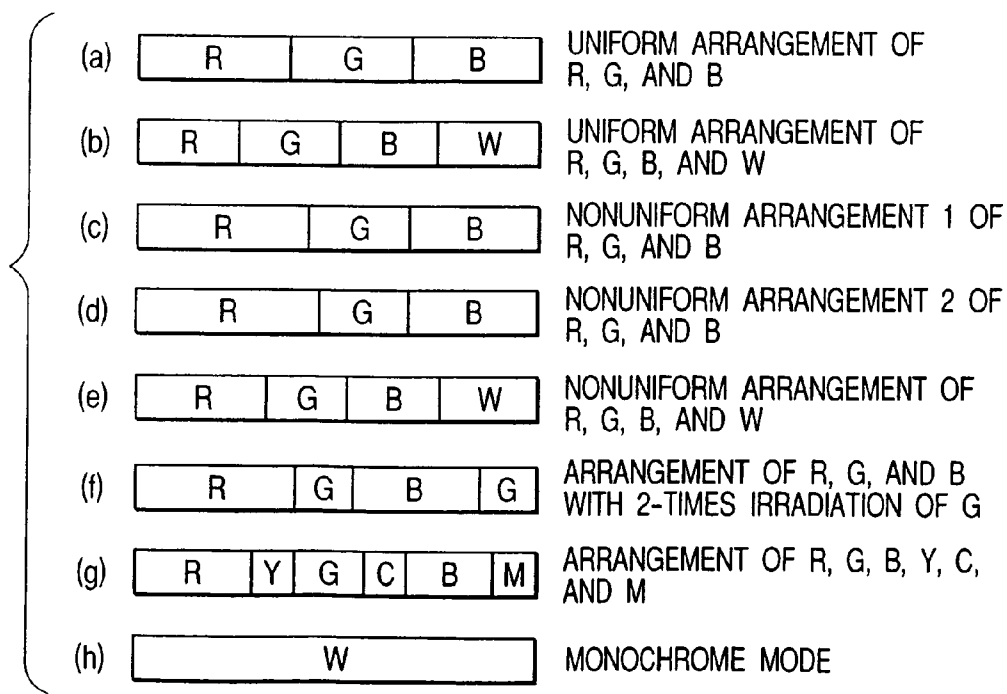 (a) R G B UNIFORM ARRANGEMENT OF
R, G, AND B
(b) R G B W UNIFORM ARRANGEMENT OF
R, G, B, AND W
(c) R G B NONUNIFORM ARRANGEMENT 1 OF
R, G, AND B
(d) R G B NONUNIFORM ARRANGEMENT 2 OF
R, G, AND B
(e) R G B W NONUNIFORM ARRANGEMENT OF
R, G, B, AND W
(f) R G B G ARRANGEMENT OF R, G, AND B
WITH 2-TIMES IRRADIATION OF G
(g) R Y G C B M ARRANGEMENT OF R, G, B, Y, C,
AND M
(h) W MONOCHROME MODE